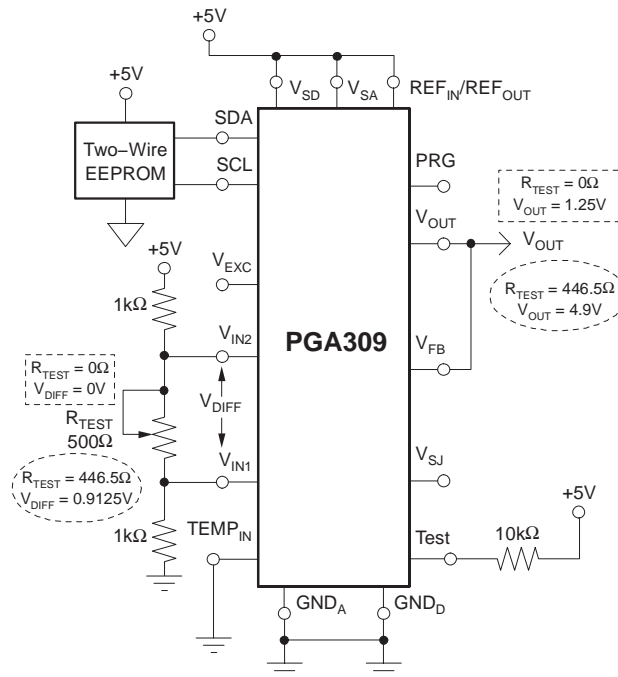 +5V
+5V
V_SD
V_SA
REF_IN/REF_OUT
SDA
Two–Wire
EEPROM
SCL
PRG
R_TEST = 0Ω
V_OUT = 1.25V
V_OUT
V_OUT
+5V
V_EXC
1kΩ
R_TEST = 446.5Ω
V_OUT = 4.9V
V_IN2
PGA309
V_FB
R_TEST = 0Ω
V_DIFF = 0V
V_DIFF
R_TEST
500Ω
V_IN1
V_SJ
R_TEST = 446.5Ω
V_DIFF = 0.9125V
+5V
1kΩ
TEMP_IN
Test
10kΩ
GND_A
GND_D